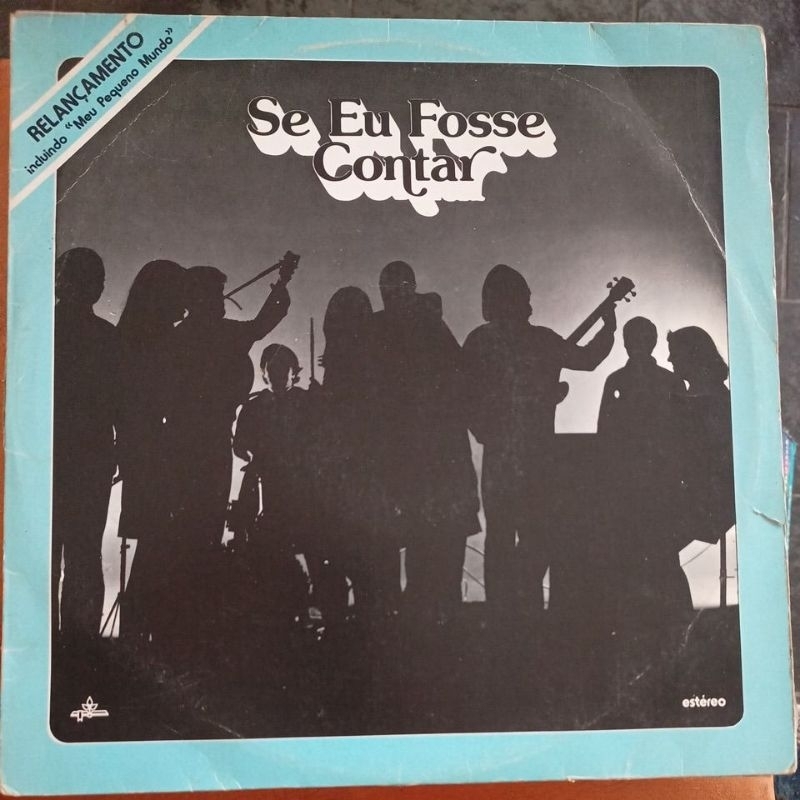 RELANÇAMENTO
incluindo «Meu Pequeno Mundo»
Se Eu Fosse
Contar
estéreo